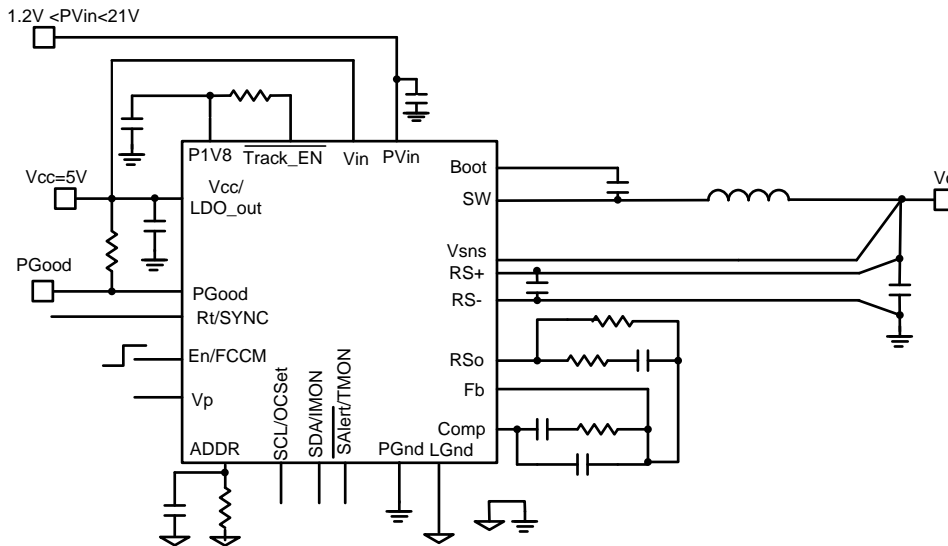 1.2V <PVin<21V
P1V8
Track_EN
Vin
PVin
Boot
Vcc=5V
Vcc/
LDO_out
SW
Vsns
PGood
RS+
PGood
RS-
Rt/SYNC
En/FCCM
RSo
Vp
Fb
SCL/OCSet
SDA/IMON
SAlert/TMON
Comp
ADDR
PGnd
LGnd